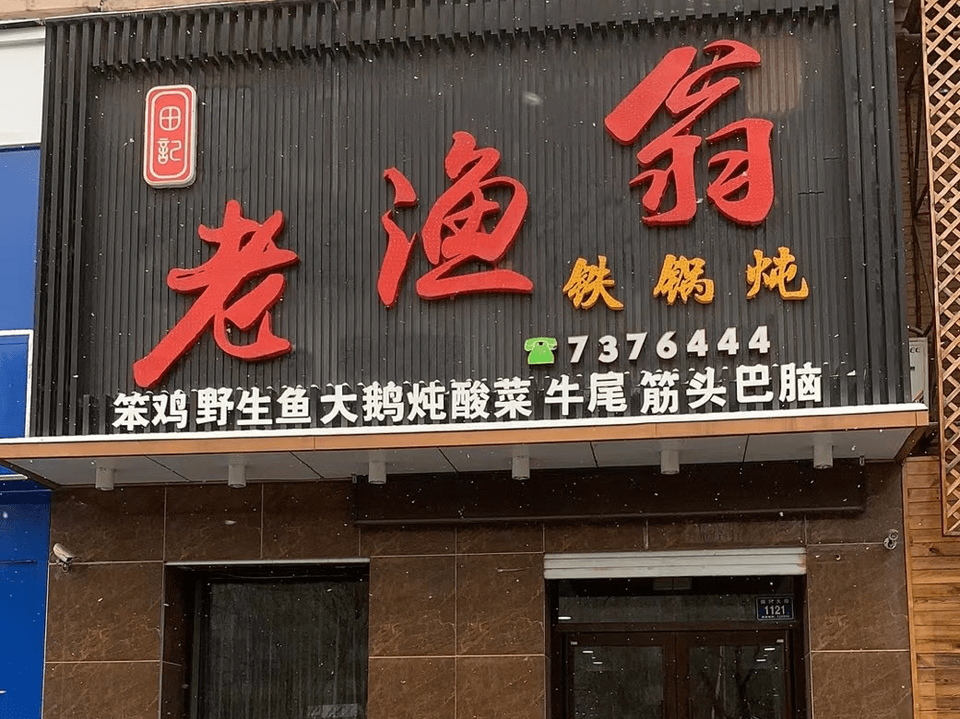 田記
老渔翁
铁锅炖
7376444
笨鸡 野生鱼 大鹅炖酸菜 牛尾 筋头巴脑
1121